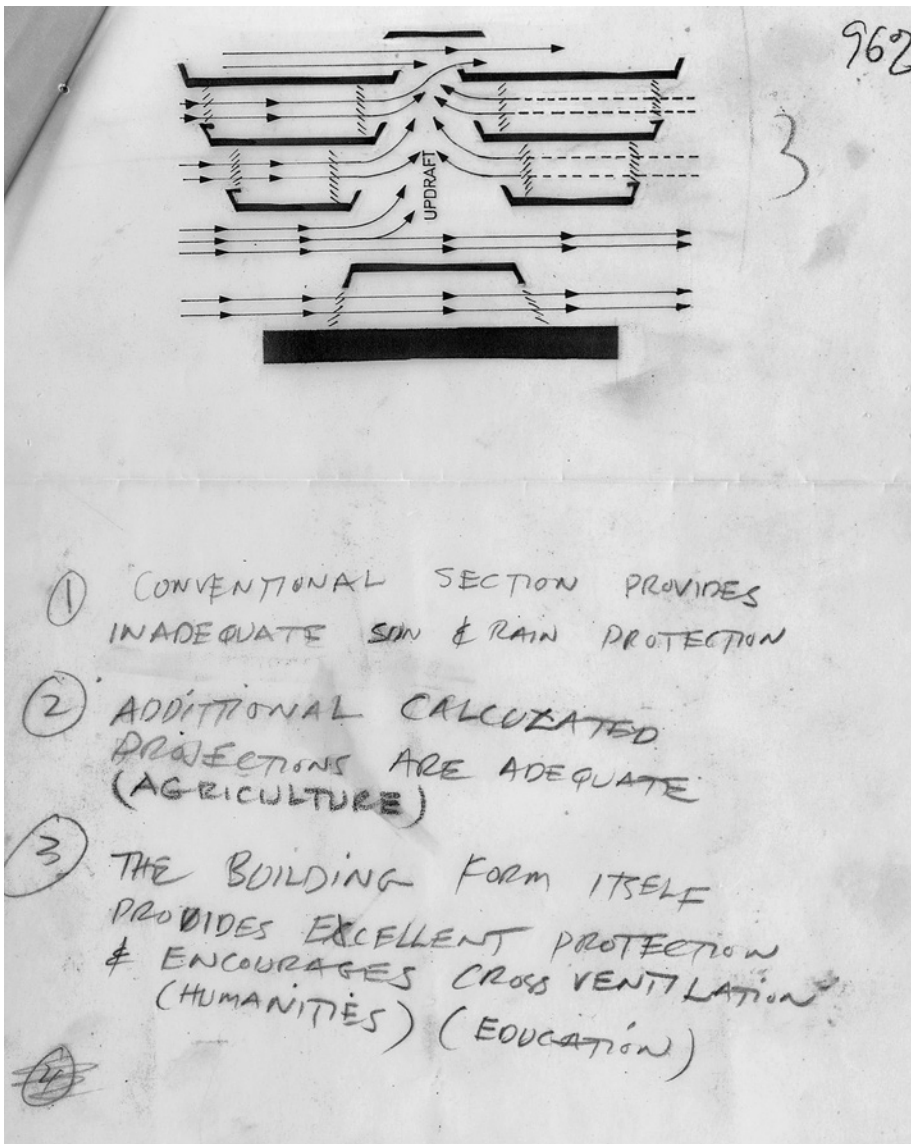 962
3
UPDRAFT
① CONVENTIONAL SECTION PROVIDES
INADEQUATE SUN & RAIN PROTECTION
② ADDITIONAL CALCULATED
PROJECTIONS ARE ADEQUATE
(AGRICULTURE)
③ THE BUILDING FORM ITSELF
PROVIDES EXCELLENT PROTECTION
& ENCOURAGES CROSS VENTILATION
(HUMANITIES) (EDUCATION)
④